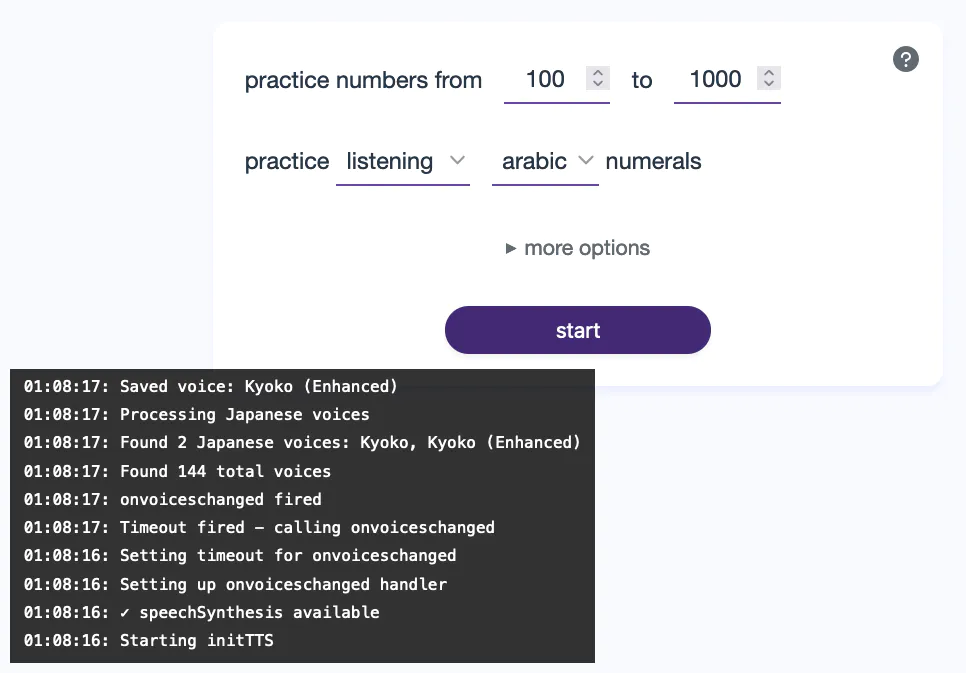 practice numbers from 100 to 1000
?
practice listening arabic numerals
▶ more options
start
01:08:17: Saved voice: Kyoko (Enhanced)
01:08:17: Processing Japanese voices
01:08:17: Found 2 Japanese voices: Kyoko, Kyoko (Enhanced)
01:08:17: Found 144 total voices
01:08:17: onvoiceschanged fired
01:08:17: Timeout fired – calling onvoiceschanged
01:08:16: Setting timeout for onvoiceschanged
01:08:16: Setting up onvoiceschanged handler
01:08:16: ✓ speechSynthesis available
01:08:16: Starting initTTS